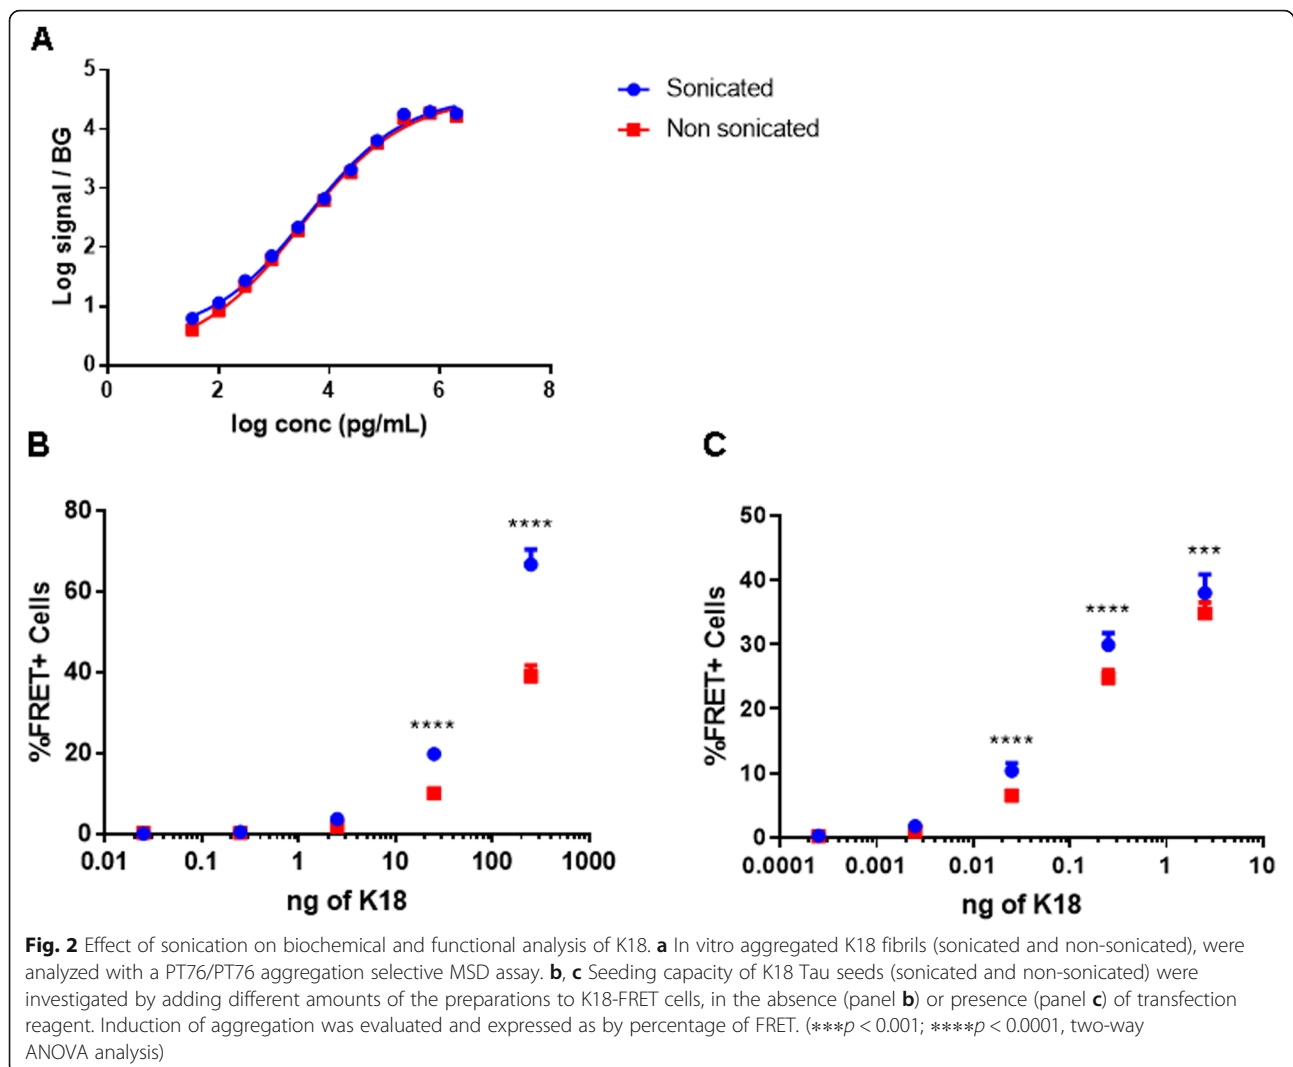 A
5
4
3
2
1
0
Log signal / BG
0 2 4 6 8
log conc (pg/mL)
Sonicated
Non sonicated
B
80
60
40
20
0
%FRET+ Cells
****
****
0.01 0.1 1 10 100 1000
ng of K18
C
50
40
30
20
10
0
%FRET+ Cells
****
****
***
0.0001 0.001 0.01 0.1 1 10
ng of K18
Fig. 2 Effect of sonication on biochemical and functional analysis of K18. a In vitro aggregated K18 fibrils (sonicated and non-sonicated), were
analyzed with a PT76/PT76 aggregation selective MSD assay. b, c Seeding capacity of K18 Tau seeds (sonicated and non-sonicated) were
investigated by adding different amounts of the preparations to K18-FRET cells, in the absence (panel b) or presence (panel c) of transfection
reagent. Induction of aggregation was evaluated and expressed as by percentage of FRET. (***p < 0.001; ****p < 0.0001, two-way
ANOVA analysis)